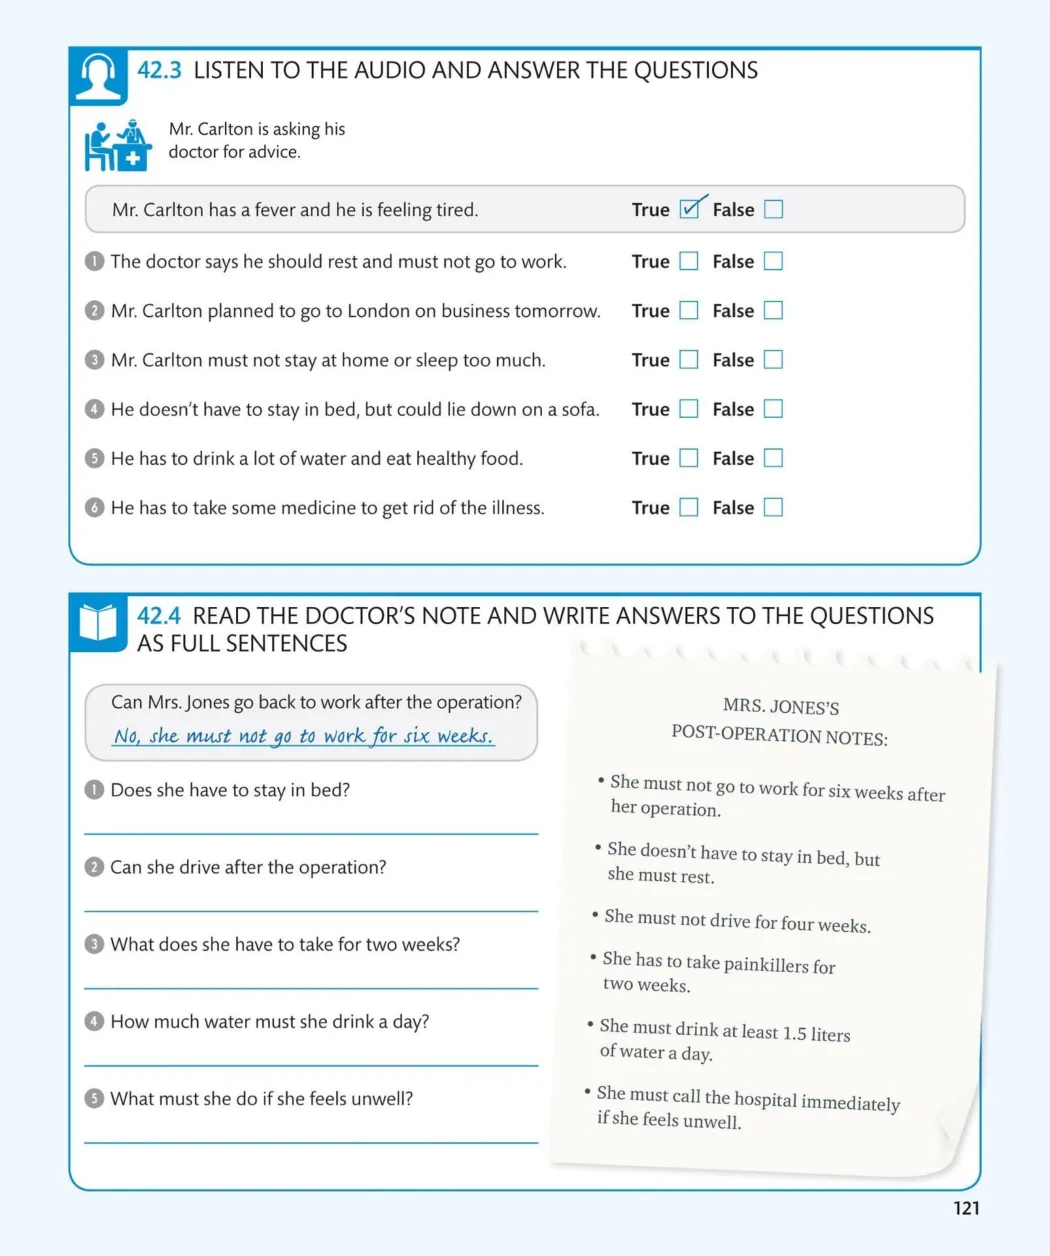 42.3 LISTEN TO THE AUDIO AND ANSWER THE QUESTIONS
Mr. Carlton is asking his
doctor for advice.
Mr. Carlton has a fever and he is feeling tired. True False
1 The doctor says he should rest and must not go to work. True False
2 Mr. Carlton planned to go to London on business tomorrow. True False
3 Mr. Carlton must not stay at home or sleep too much. True False
4 He doesn't have to stay in bed, but could lie down on a sofa. True False
5 He has to drink a lot of water and eat healthy food. True False
6 He has to take some medicine to get rid of the illness. True False
42.4 READ THE DOCTOR'S NOTE AND WRITE ANSWERS TO THE QUESTIONS
AS FULL SENTENCES
Can Mrs. Jones go back to work after the operation?
No, she must not go to work for six weeks.
1 Does she have to stay in bed?
2 Can she drive after the operation?
3 What does she have to take for two weeks?
4 How much water must she drink a day?
5 What must she do if she feels unwell?
MRS. JONES'S
POST-OPERATION NOTES:
• She must not go to work for six weeks after
her operation.
• She doesn't have to stay in bed, but
she must rest.
• She must not drive for four weeks.
• She has to take painkillers for
two weeks.
• She must drink at least 1.5 liters
of water a day.
• She must call the hospital immediately
if she feels unwell.
121